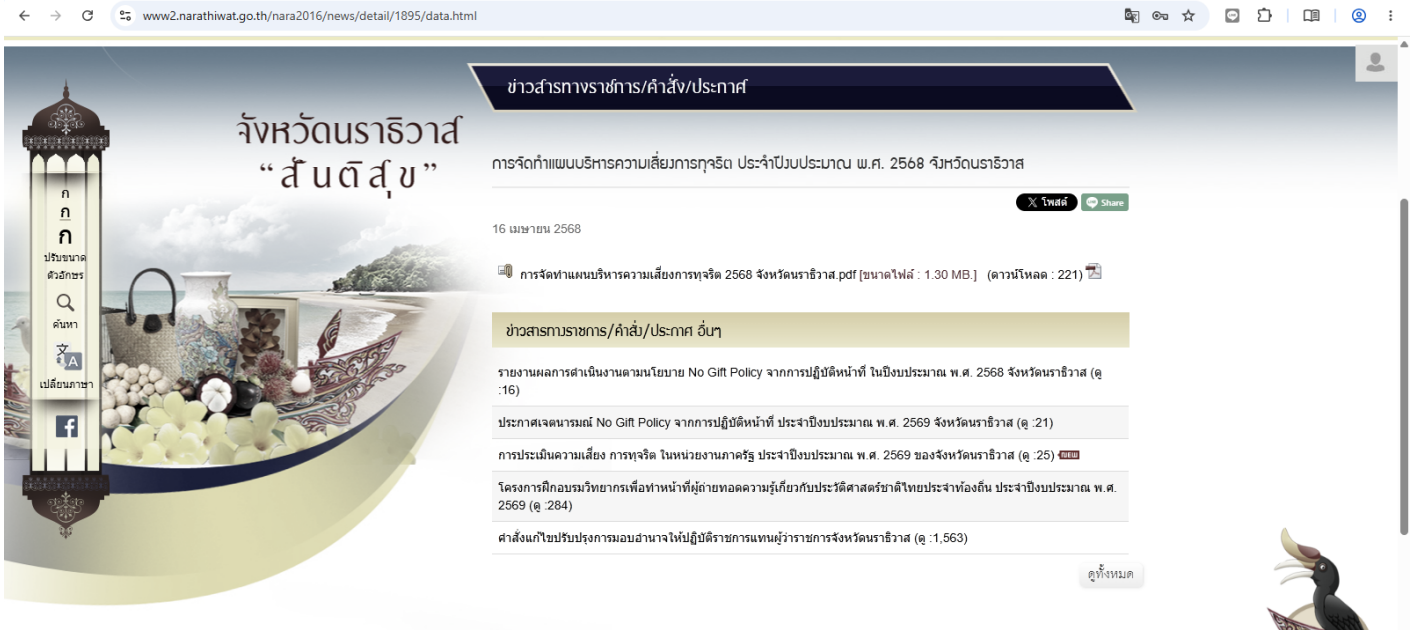 www2.narathiwat.go.th/nara2016/news/detail/1895/data.html
ข่าวสารทางราชการ/คำสั่ง/ประกาศ
จังหวัดนราธิวาส
“สันติสุข”
ก
ก
ก
ปรับขนาด
ตัวอักษร
ค้นหา
文A
เปลี่ยนภาษา
การจัดทำแผนบริหารความเสี่ยงการทุจริต ประจำปีงบประมาณ พ.ศ. 2568 จังหวัดนราธิวาส
X โพสต์ Share
16 เมษายน 2568
การจัดทำแผนบริหารความเสี่ยงการทุจริต 2568 จังหวัดนราธิวาส.pdf [ขนาดไฟล์ : 1.30 MB.] (ดาวน์โหลด : 221)
ข่าวสารทางราชการ/คำสั่ง/ประกาศ อื่นๆ
รายงานผลการดำเนินงานตามนโยบาย No Gift Policy จากการปฏิบัติหน้าที่ ในปีงบประมาณ พ.ศ. 2568 จังหวัดนราธิวาส (ดู
:16)
ประกาศเจตนารมณ์ No Gift Policy จากการปฏิบัติหน้าที่ ประจำปีงบประมาณ พ.ศ. 2569 จังหวัดนราธิวาส (ดู :21)
การประเมินความเสี่ยง การทุจริต ในหน่วยงานภาครัฐ ประจำปีงบประมาณ พ.ศ. 2569 ของจังหวัดนราธิวาส (ดู :25) NEW
โครงการฝึกอบรมวิทยากรเพื่อทำหน้าที่ผู้ถ่ายทอดความรู้เกี่ยวกับประวัติศาสตร์ชาติไทยประจำท้องถิ่น ประจำปีงบประมาณ พ.ศ.
2569 (ดู :284)
คำสั่งแก้ไขปรับปรุงการมอบอำนาจให้ปฏิบัติราชการแทนผู้ว่าราชการจังหวัดนราธิวาส (ดู :1,563)
ดูทั้งหมด